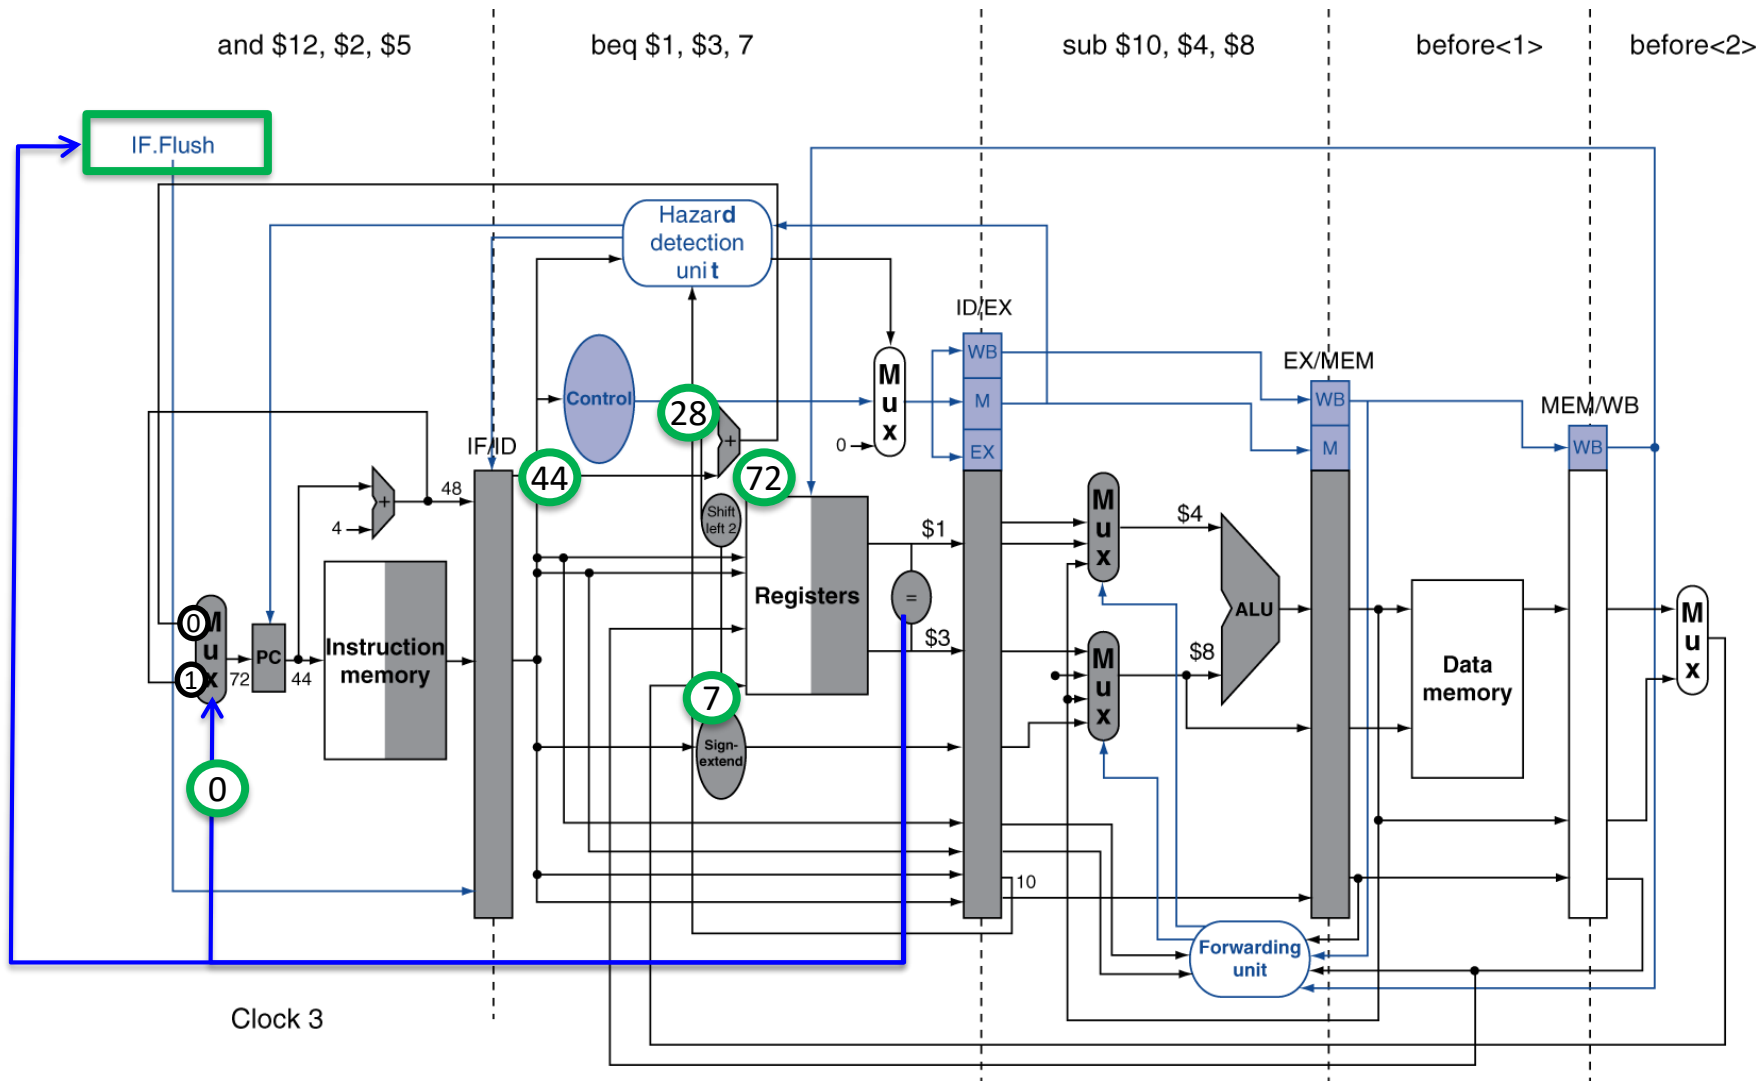 and $12, $2, $5
beq $1, $3, 7
sub $10, $4, $8
before<1>
before<2>
IF.Flush
Hazard
detection
unit
ID/EX
WB
M
EX
EX/MEM
WB
M
MEM/WB
WB
Control
M
u
x
0
28
+
IF/ID
44
72
48
+
4
Shift
left 2
$1
=
$3
Registers
M
u
x
$4
ALU
M
u
x
$8
0
1
M
u
x
72
PC
44
Instruction
memory
Data
memory
M
u
x
7
Sign-
extend
0
10
Forwarding
unit
Clock 3